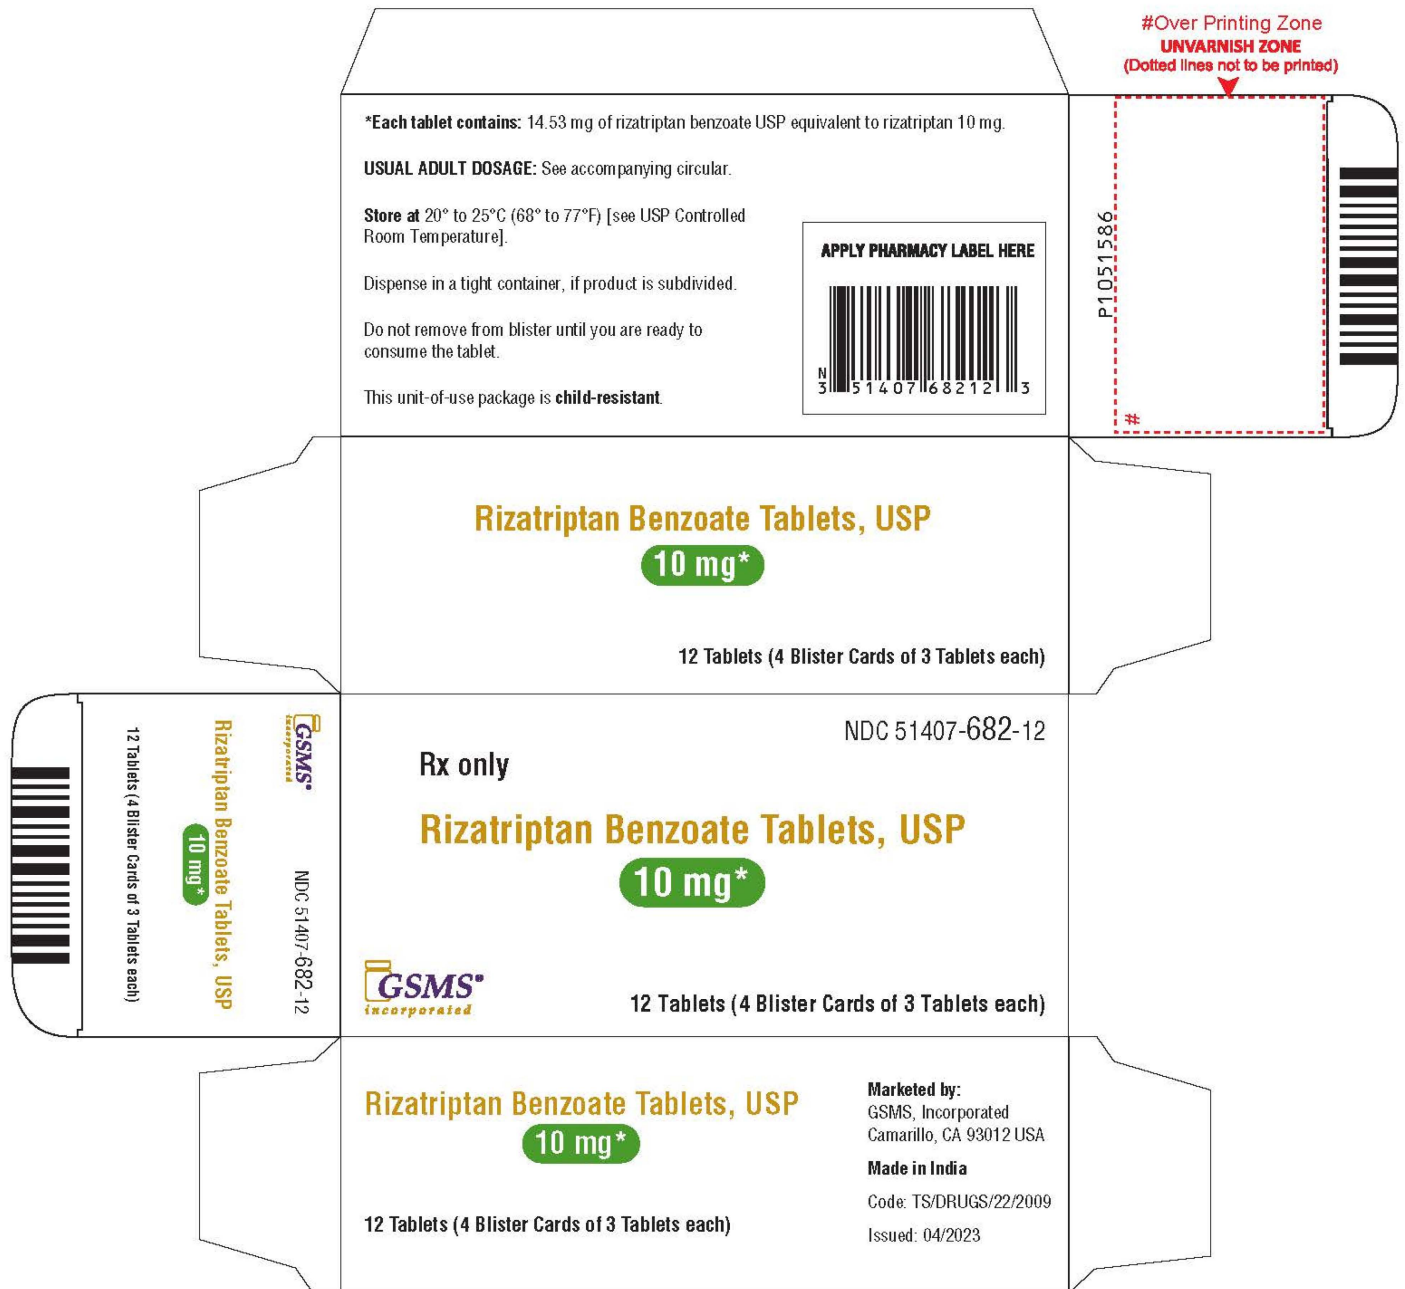 #Over Printing Zone
UNVARNISH ZONE
(Dotted lines not to be printed)
*Each tablet contains: 14.53 mg of rizatriptan benzoate USP equivalent to rizatriptan 10 mg.
USUAL ADULT DOSAGE: See accompanying circular.
Store at 20° to 25°C (68° to 77°F) [see USP Controlled
Room Temperature].
Dispense in a tight container, if product is subdivided.
Do not remove from blister until you are ready to
consume the tablet.
This unit-of-use package is child-resistant.
APPLY PHARMACY LABEL HERE
N
3 51407 68212 3
P1051586
#
Rizatriptan Benzoate Tablets, USP
10 mg*
12 Tablets (4 Blister Cards of 3 Tablets each)
GSMS®
incorporated
NDC 51407-682-12
Rizatriptan Benzoate Tablets, USP
10 mg*
12 Tablets (4 Blister Cards of 3 Tablets each)
NDC 51407-682-12
Rx only
Rizatriptan Benzoate Tablets, USP
10 mg*
GSMS®
incorporated
12 Tablets (4 Blister Cards of 3 Tablets each)
Rizatriptan Benzoate Tablets, USP
10 mg*
12 Tablets (4 Blister Cards of 3 Tablets each)
Marketed by:
GSMS, Incorporated
Camarillo, CA 93012 USA
Made in India
Code: TS/DRUGS/22/2009
Issued: 04/2023